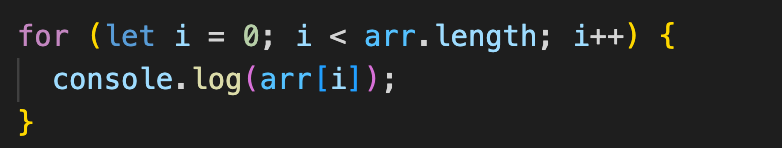 for (let i = 0; i < arr.length; i++) {
  console.log(arr[i]);
}